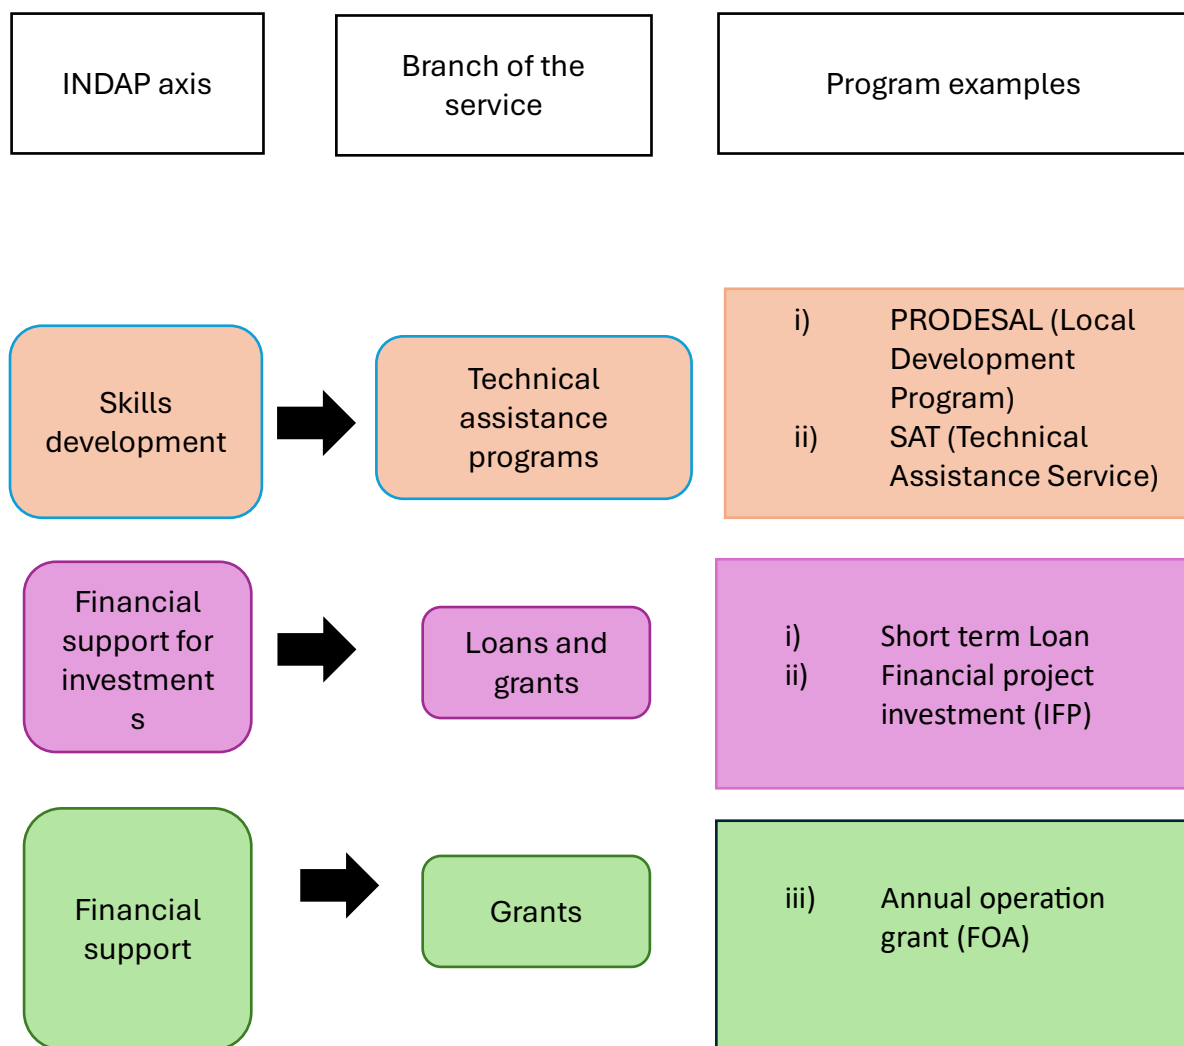 INDAP axis
Branch of the
service
Program examples
Skills
development
Technical
assistance
programs
i) PRODESAL (Local
Development
Program)
ii) SAT (Technical
Assistance Service)
Financial
support for
investment
s
Loans and
grants
i) Short term Loan
ii) Financial project
investment (IFP)
Financial
support
Grants
iii) Annual operation
grant (FOA)